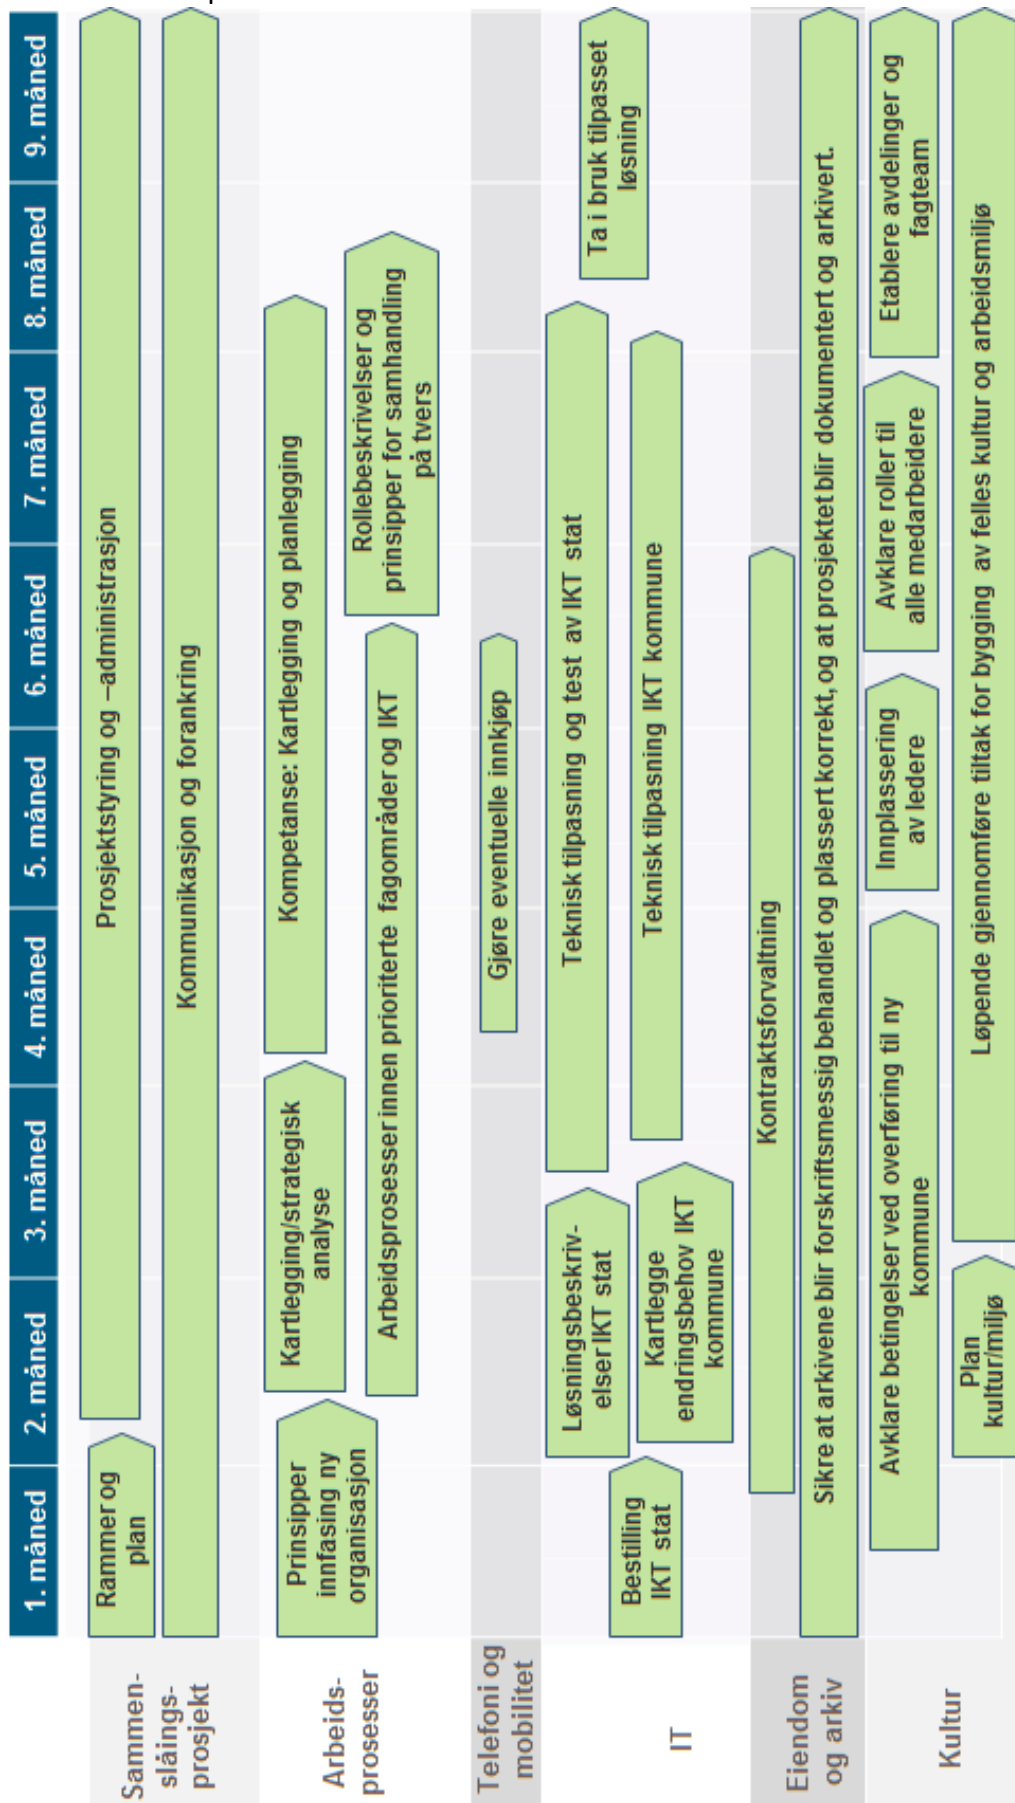 1. måned
2. måned
3. måned
4. måned
5. måned
6. måned
7. måned
8. måned
9. måned
Sammen-
slåings-
prosjekt
Rammer og
plan
Prosjektstyring og –administrasjon
Kommunikasjon og forankring
Arbeids-
prosesser
Prinsipper
innfasing ny
organisasjon
Kartlegging/strategisk
analyse
Kompetanse: Kartlegging og planlegging
Arbeidsprosesser innen prioriterte fagområder og IKT
Rollebeskrivelser og
prinsipper for samhandling
på tvers
Telefoni og
mobilitet
Gjøre eventuelle innkjøp
IT
Bestilling
IKT stat
Løsningsbeskriv-
elser IKT stat
Kartlegge
endringsbehov IKT
kommune
Teknisk tilpasning og test av IKT stat
Teknisk tilpasning IKT kommune
Ta i bruk tilpasset
løsning
Eiendom
og arkiv
Kontraktsforvaltning
Sikre at arkivene blir forskriftsmessig behandlet og plassert korrekt, og at prosjektet blir dokumentert og arkivert.
Kultur
Avklare betingelser ved overføring til ny
kommune
Innplassering
av ledere
Avklare roller til
alle medarbeidere
Etablere avdelinger og
fagteam
Plan
kultur/miljø
Løpende gjennomføre tiltak for bygging av felles kultur og arbeidsmiljø